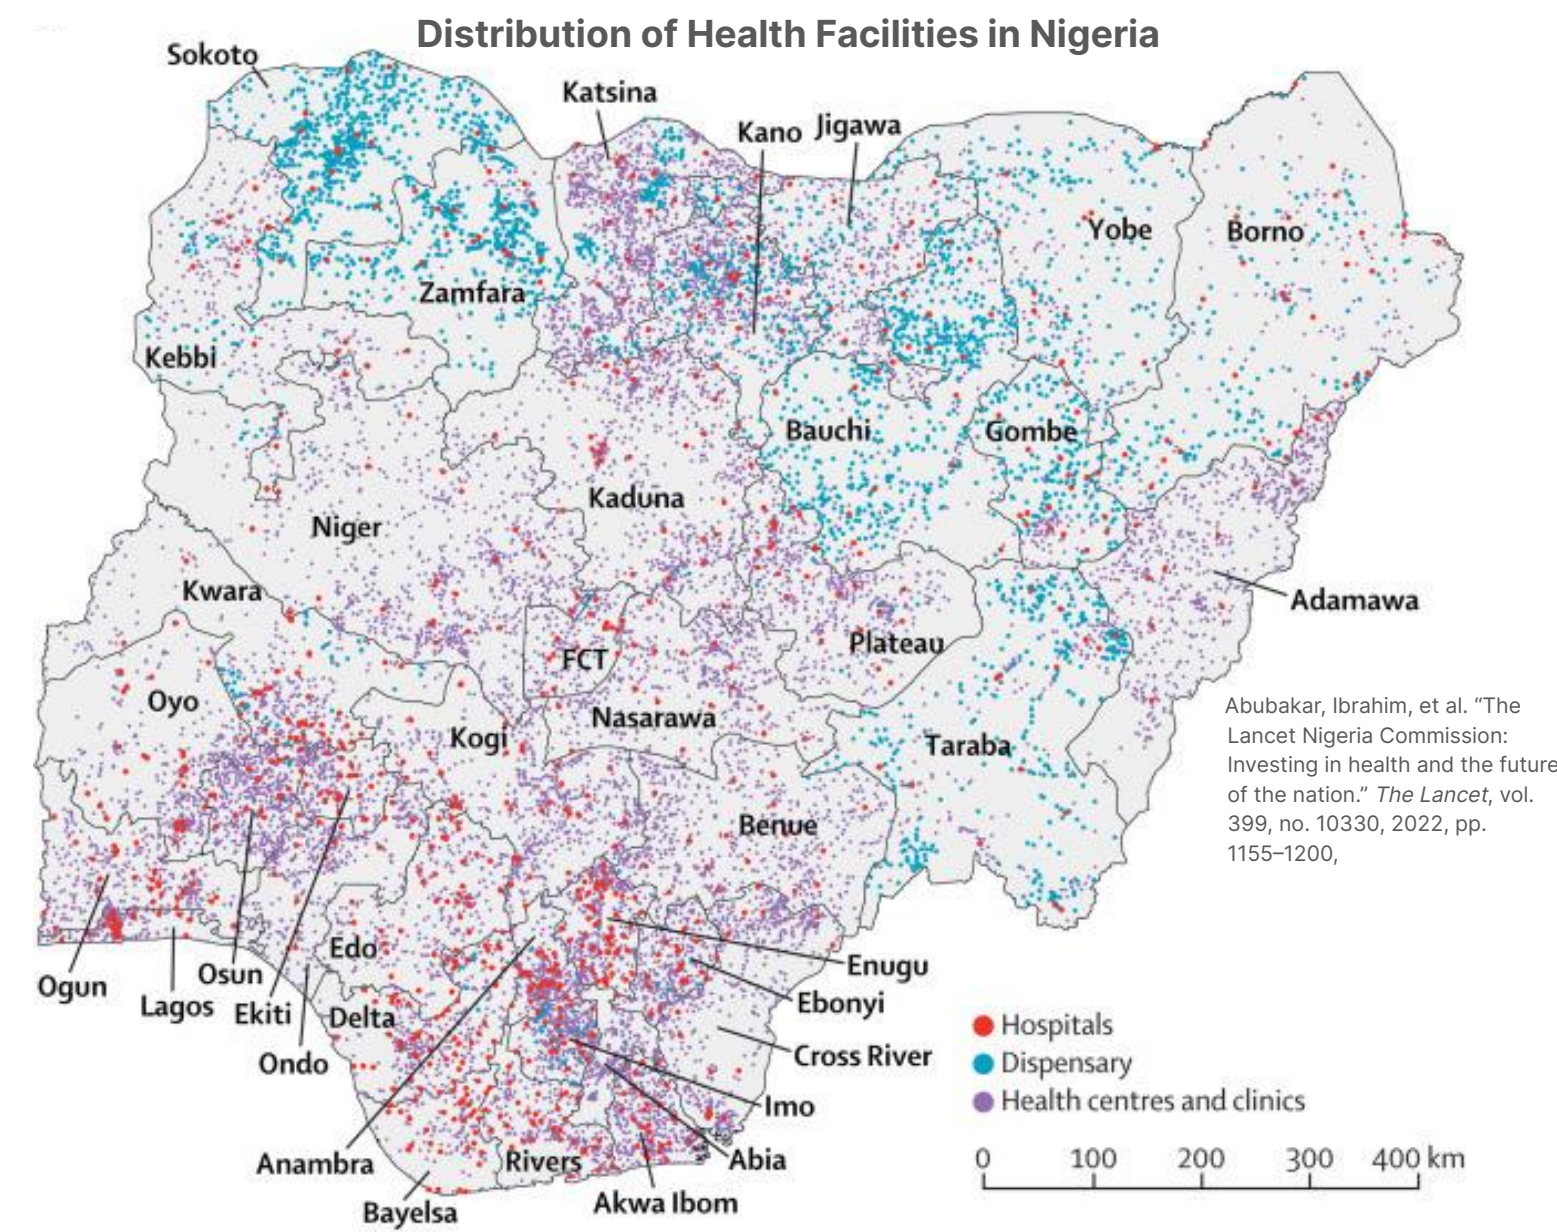 Distribution of Health Facilities in Nigeria
Sokoto
Katsina
Kano
Jigawa
Yobe
Borno
Zamfara
Kebbi
Bauchi
Gombe
Kaduna
Niger
Kwara
Adamawa
Plateau
FCT
Oyo
Nasarawa
Kogi
Taraba
Abubakar, Ibrahim, et al. “The
Lancet Nigeria Commission:
Investing in health and the future
of the nation.” The Lancet, vol.
399, no. 10330, 2022, pp.
1155–1200,
Benue
Edo
Enugu
Osun
Ogun
Lagos
Ekiti
Delta
Ebonyi
Ondo
Cross River
Hospitals
Dispensary
Health centres and clinics
Imo
Anambra
Rivers
Abia
Akwa Ibom
Bayelsa
0 100 200 300 400 km